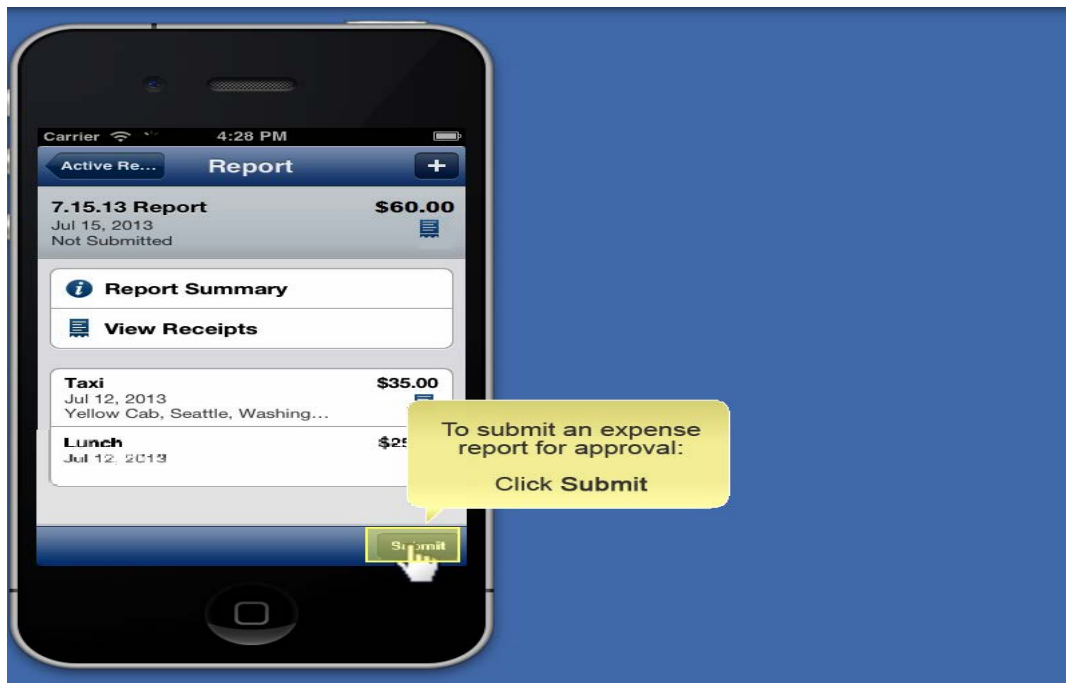 Carrier 4:28 PM
Active Re... Report +
7.15.13 Report $60.00
Jul 15, 2013
Not Submitted
Report Summary
View Receipts
Taxi $35.00
Jul 12, 2013
Yellow Cab, Seattle, Washing...
Lunch $25
Jul 12, 2013
To submit an expense
report for approval:
Click Submit
Submit